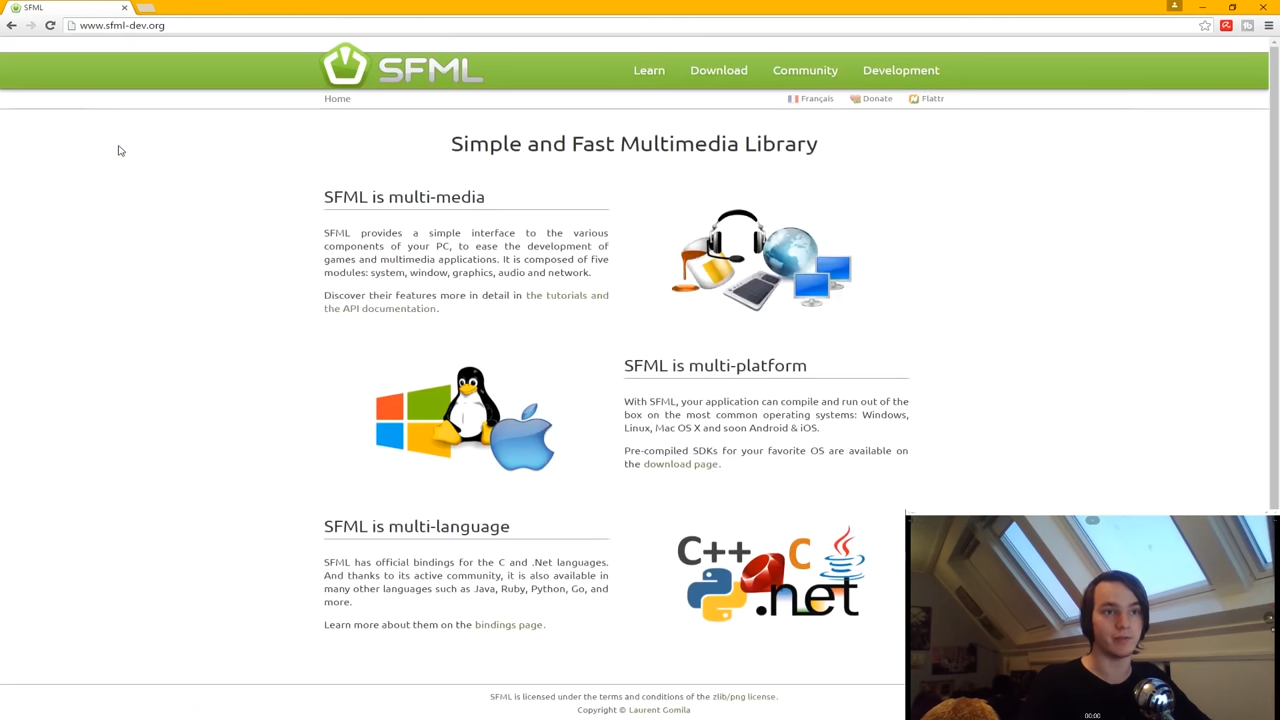 SFML
www.sfml-dev.org
SFML
Learn
Download
Community
Development
Home
Français
Donate
Flattr
Simple and Fast Multimedia Library
SFML is multi-media
SFML provides a simple interface to the various
components of your PC, to ease the development of
games and multimedia applications. It is composed of five
modules: system, window, graphics, audio and network.
Discover their features more in detail in the tutorials and
the API documentation.
SFML is multi-platform
With SFML, your application can compile and run out of the
box on the most common operating systems: Windows,
Linux, Mac OS X and soon Android & iOS.
Pre-compiled SDKs for your favorite OS are available on
the download page.
SFML is multi-language
SFML has official bindings for the C and .Net languages.
And thanks to its active community, it is also available in
many other languages such as Java, Ruby, Python, Go, and
more.
Learn more about them on the bindings page.
C++
C
.net
SFML is licensed under the terms and conditions of the zlib/png license.
Copyright © Laurent Gomila
00:00